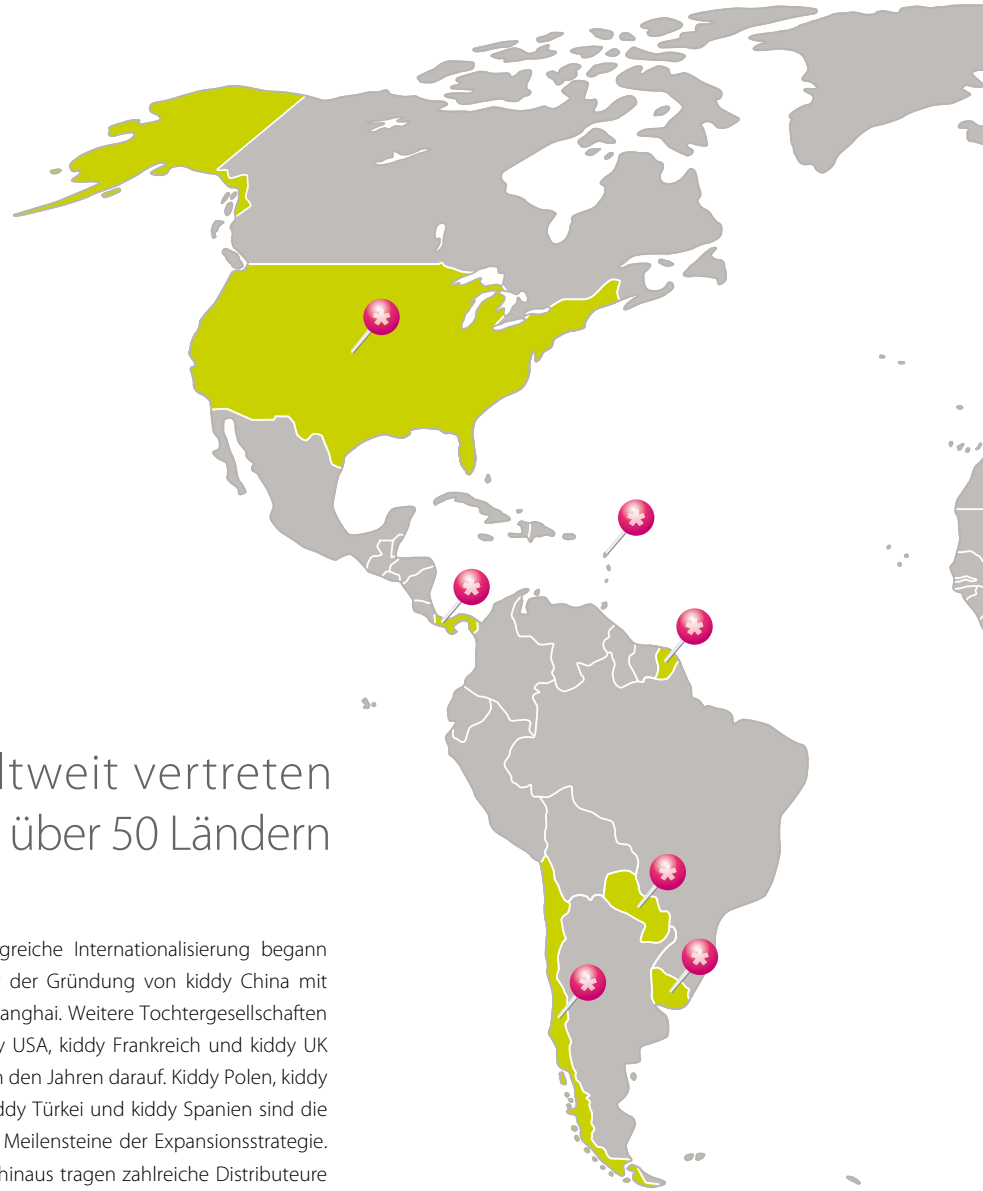 ltweit vertreten
über 50 Ländern
greiche Internationalisierung begann
der Gründung von kiddy China mit
anghai. Weitere Tochtergesellschaften
USA, kiddy Frankreich und kiddy UK
n den Jahren darauf. Kiddy Polen, kiddy
ddy Türkei und kiddy Spanien sind die
Meilensteine der Expansionsstrategie.
hinaus tragen zahlreiche Distributeure